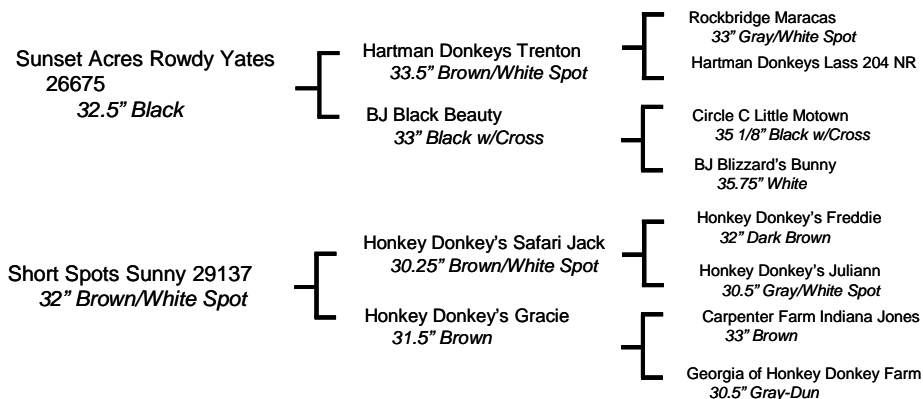 Sunset Acres Rowdy Yates
26675
32.5” Black
Hartman Donkeys Trenton
33.5” Brown/White Spot
BJ Black Beauty
33” Black w/Cross
Rockbridge Maracas
33” Gray/White Spot
Hartman Donkeys Lass 204 NR
Circle C Little Motown
35 1/8” Black w/Cross
BJ Blizzard’s Bunny
35.75” White
Short Spots Sunny 29137
32” Brown/White Spot
Honkey Donkey’s Safari Jack
30.25” Brown/White Spot
Honkey Donkey’s Gracie
31.5” Brown
Honkey Donkey’s Freddie
32” Dark Brown
Honkey Donkey’s Juliann
30.5” Gray/White Spot
Carpenter Farm Indiana Jones
33” Brown
Georgia of Honkey Donkey Farm
30.5” Gray-Dun